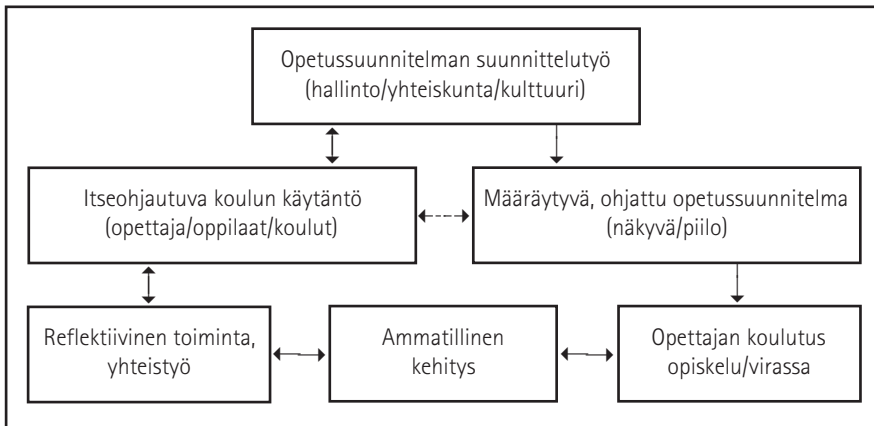 Opetussuunnitelman suunnittelutyö
(hallinto/yhteiskunta/kulttuuri)
Itseohjautuva koulun käytäntö
(opettaja/oppilaat/koulut)
Määräytyvä, ohjattu opetussuunnitelma
(näkyvä/piilo)
Reflektiivinen toiminta,
yhteistyö
Ammatillinen
kehitys
Opettajan koulutus
opiskelu/virassa